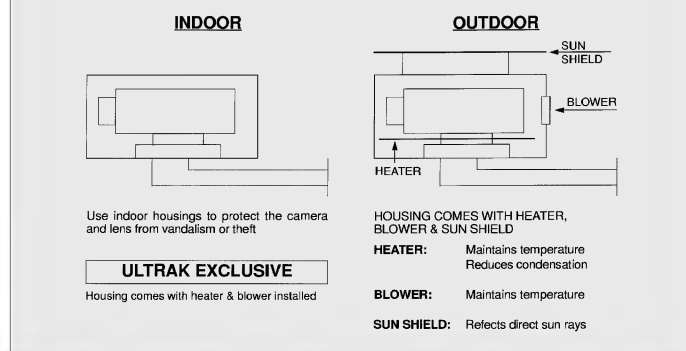 INDOOR
Use indoor housings to protect the camera
and lens from vandalism or theft
ULTRAK EXCLUSIVE
Housing comes with heater & blower installed
OUTDOOR
SUN
SHIELD
BLOWER
HEATER
HOUSING COMES WITH HEATER,
BLOWER & SUN SHIELD
HEATER: Maintains temperature
Reduces condensation
BLOWER: Maintains temperature
SUN SHIELD: Refects direct sun rays